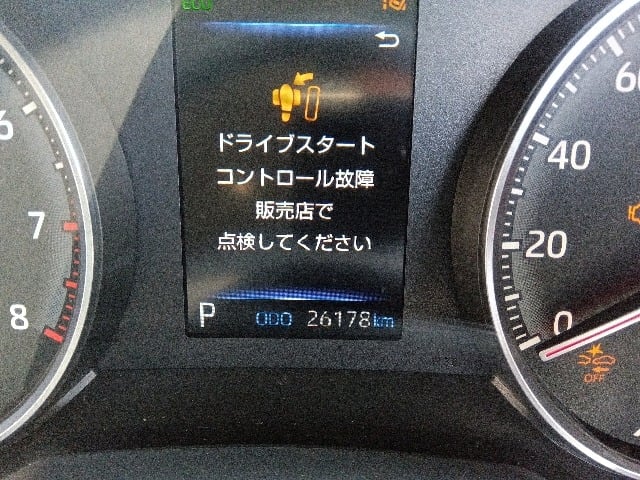 ECO
ドライブスタート
コントロール故障
販売店で
点検してください
P ODO 26178km
6
7
8
60
40
20
0
OFF